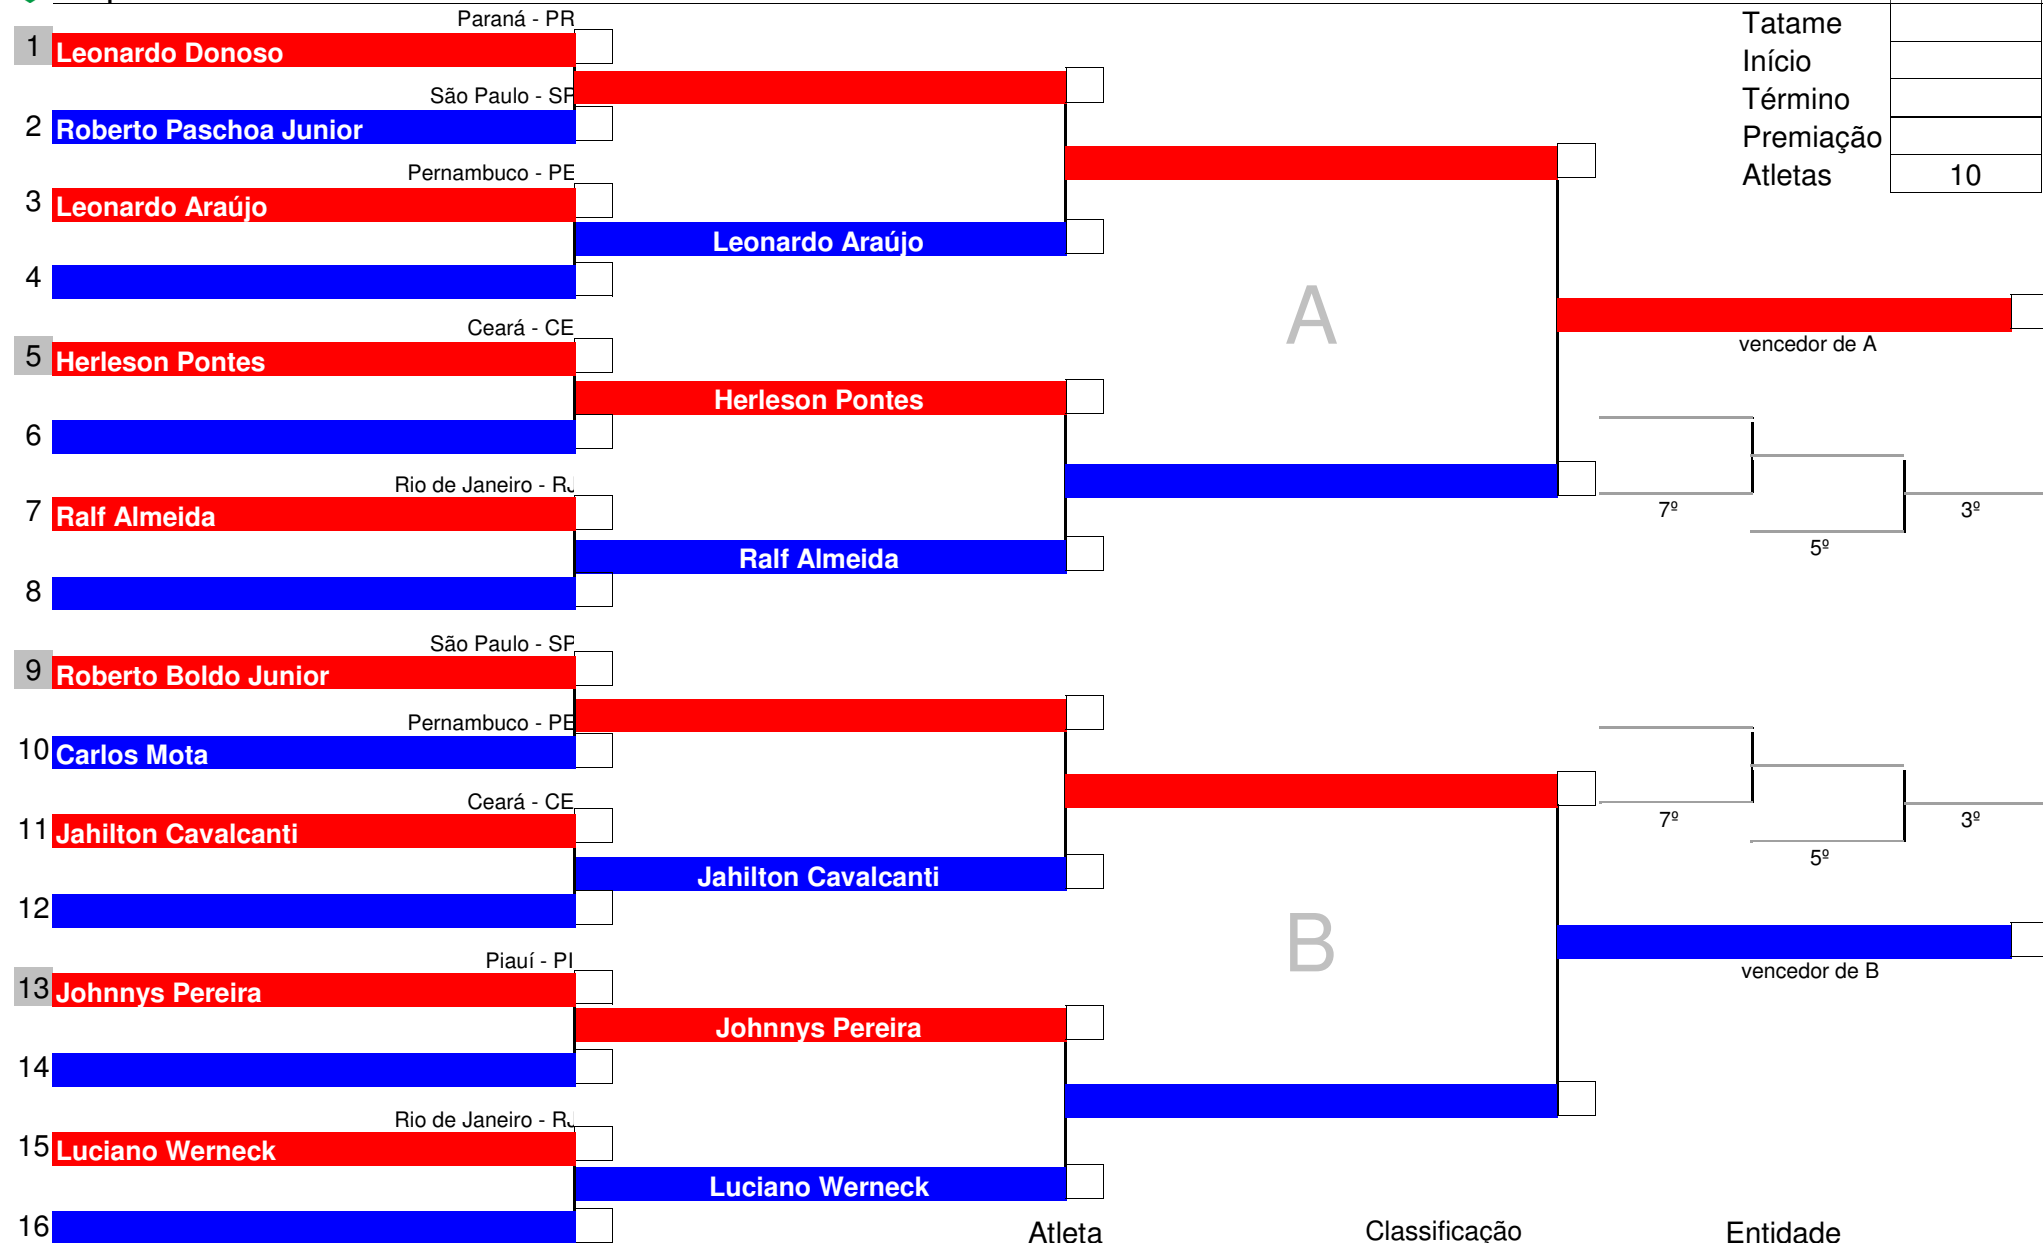 Paraná - PR
Tatame
1 Leonardo Donoso
Início
São Paulo - SP
Término
2 Roberto Paschoa Junior
Premiação
Pernambuco - PE
Atletas 10
3 Leonardo Araújo
Leonardo Araújo
4
A
Ceará - CE
vencedor de A
5 Herleson Pontes
Herleson Pontes
6
Rio de Janeiro - RJ
7 Ralf Almeida
7º 3º
5º
Ralf Almeida
8
São Paulo - SP
9 Roberto Boldo Junior
Pernambuco - PE
10 Carlos Mota
Ceará - CE
11 Jahilton Cavalcanti
7º 3º
5º
Jahilton Cavalcanti
12
B
Piauí - PI
vencedor de B
13 Johnnys Pereira
Johnnys Pereira
14
Rio de Janeiro - RJ
15 Luciano Werneck
Luciano Werneck
16
Atleta Classificação Entidade